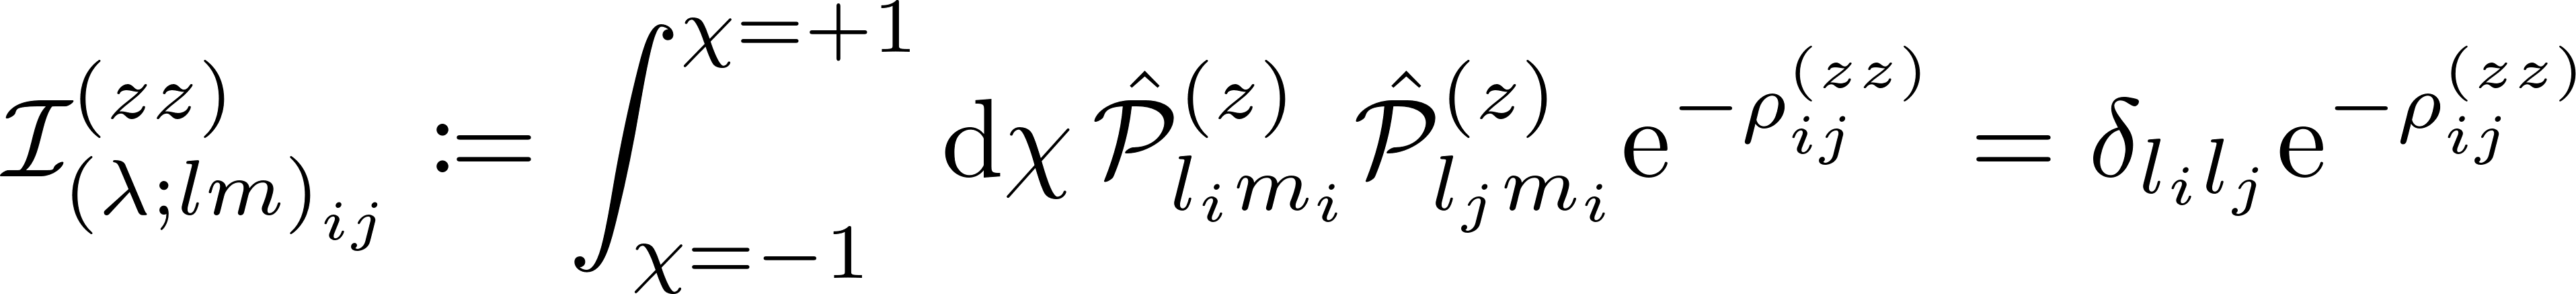 $\mathcal{I}^{(zz)}_{(\lambda;lm)_{ij}} := \int_{\chi=-1}^{\chi=+1} \mathrm{d}\chi\, \hat{\mathcal{P}}^{(z)}_{l_i m_i} \hat{\mathcal{P}}^{(z)}_{l_j m_i} \mathrm{e}^{-\rho^{(zz)}_{ij}} = \delta_{l_i l_j} \mathrm{e}^{-\rho^{(zz)}_{ij}}$